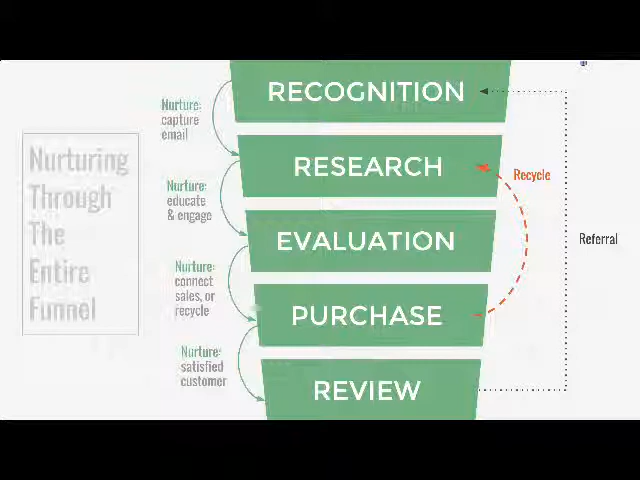 Nurturing
Through
The
Entire
Funnel
RECOGNITION
Nurture:
capture
email
RESEARCH
Recycle
Nurture:
educate
& engage
EVALUATION
Referral
Nurture:
connect
sales, or
recycle
PURCHASE
Nurture:
satisfied
customer
REVIEW